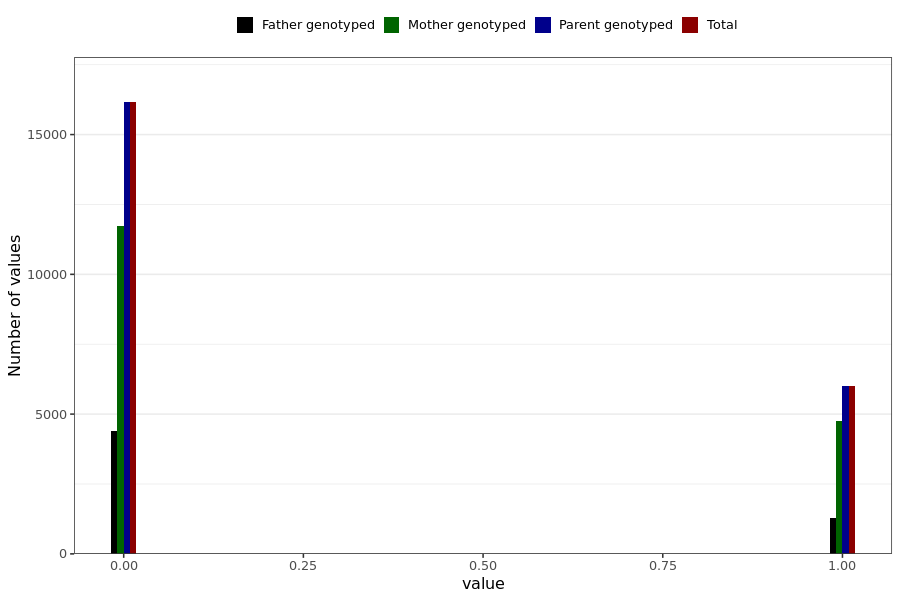 Father genotyped Mother genotyped Parent genotyped Total
Number of values
15000
10000
5000
0
0.00 0.25 0.50 0.75 1.00
value